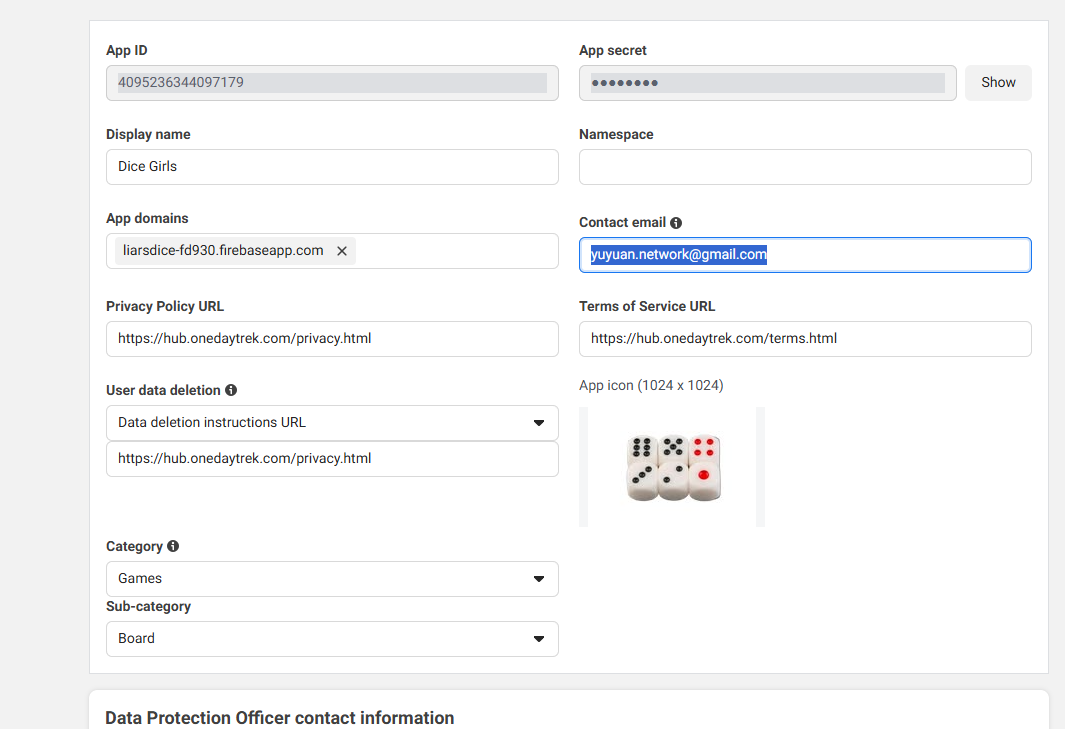 App ID
App secret
4095236344097179
●●●●●●●●
Show
Display name
Namespace
Dice Girls
App domains
Contact email
liarsdice-fd930.firebaseapp.com
yuyuan.network@gmail.com
Privacy Policy URL
Terms of Service URL
https://hub.onedaytrek.com/privacy.html
https://hub.onedaytrek.com/terms.html
User data deletion
App icon (1024 x 1024)
Data deletion instructions URL
https://hub.onedaytrek.com/privacy.html
Category
Games
Sub-category
Board
Data Protection Officer contact information